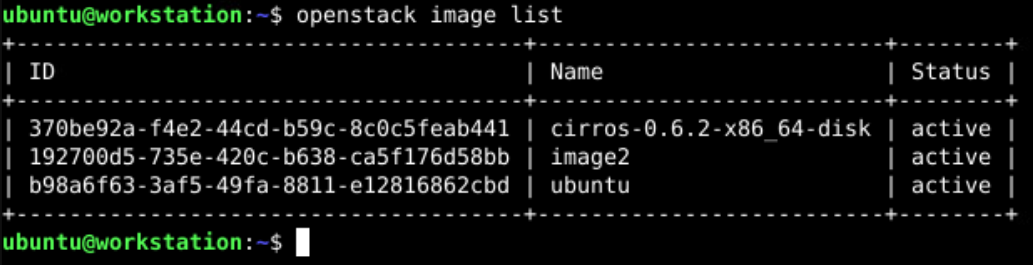 ubuntu@workstation:~$ openstack image list
+--------------------------------------+--------------------------+--------+
| ID                                   | Name                     | Status |
+--------------------------------------+--------------------------+--------+
| 370be92a-f4e2-44cd-b59c-8c0c5feab441 | cirros-0.6.2-x86_64-disk | active |
| 192700d5-735e-420c-b638-ca5f176d58bb | image2                   | active |
| b98a6f63-3af5-49fa-8811-e12816862cbd | ubuntu                   | active |
+--------------------------------------+--------------------------+--------+
ubuntu@workstation:~$